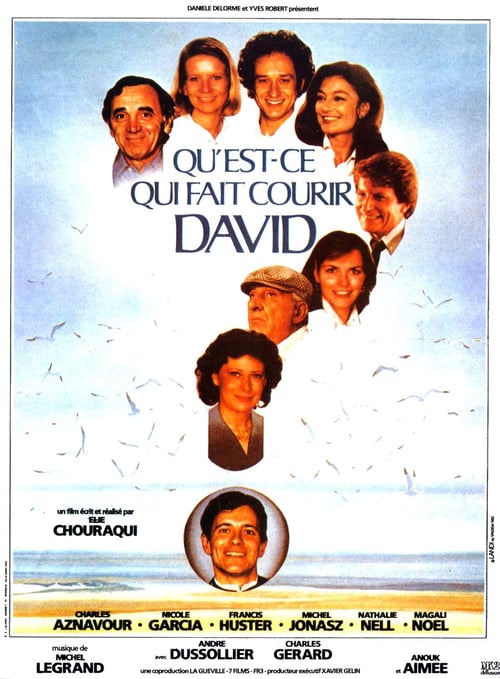 DANIELE DELORME et YVES ROBERT présentent
QU'EST-CE
QUI FAIT COURIR
DAVID
un film écrit et réalisé par
ELIE
CHOURAQUI
CHARLES AZNAVOUR • NICOLE GARCIA • FRANCIS HUSTER • MICHEL JONASZ • NATHALIE NELL • MAGALI NOEL
musique de
MICHEL
LEGRAND
avec ANDRE DUSSOLLIER
CHARLES GERARD
et ANOUK AIMEE
une coproduction LA GUEVILLE - 7 FILMS - FR3 - producteur exécutif XAVIER GELIN
LANDI